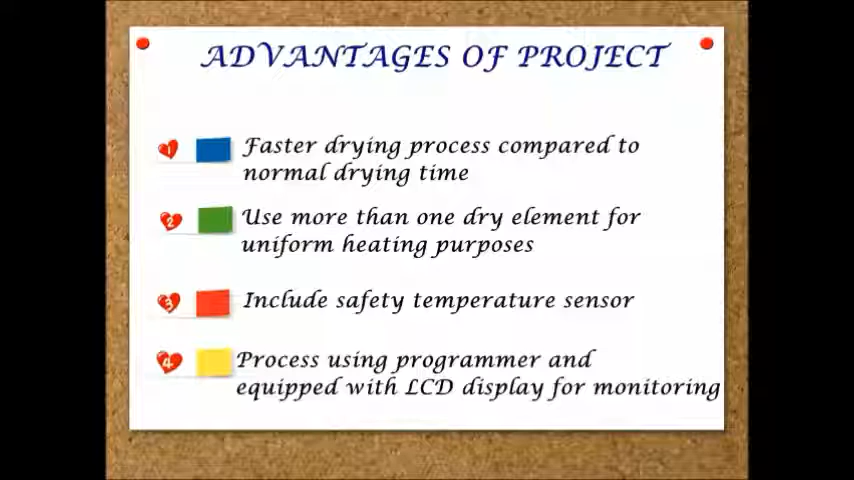 ADVANTAGES OF PROJECT
1 Faster drying process compared to
normal drying time
2 Use more than one dry element for
uniform heating purposes
3 Include safety temperature sensor
4 Process using programmer and
equipped with LCD display for monitoring